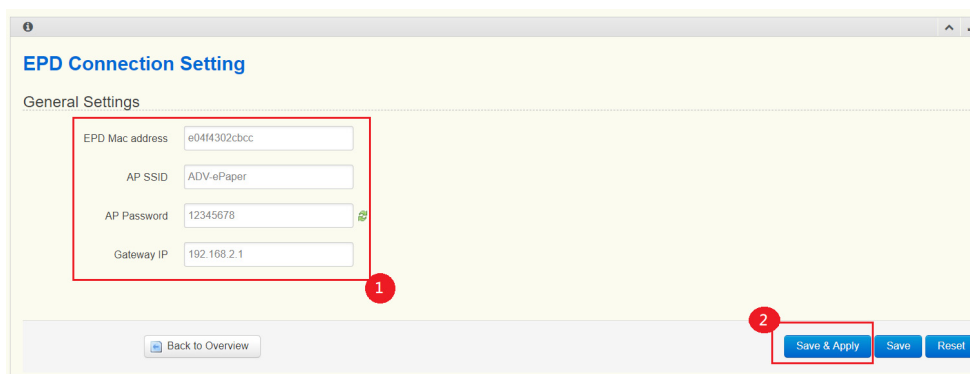 EPD Connection Setting
General Settings
EPD Mac address e04f4302cbcc
AP SSID ADV-ePaper
AP Password 12345678
Gateway IP 192.168.2.1
1
2
Back to Overview Save & Apply Save Reset